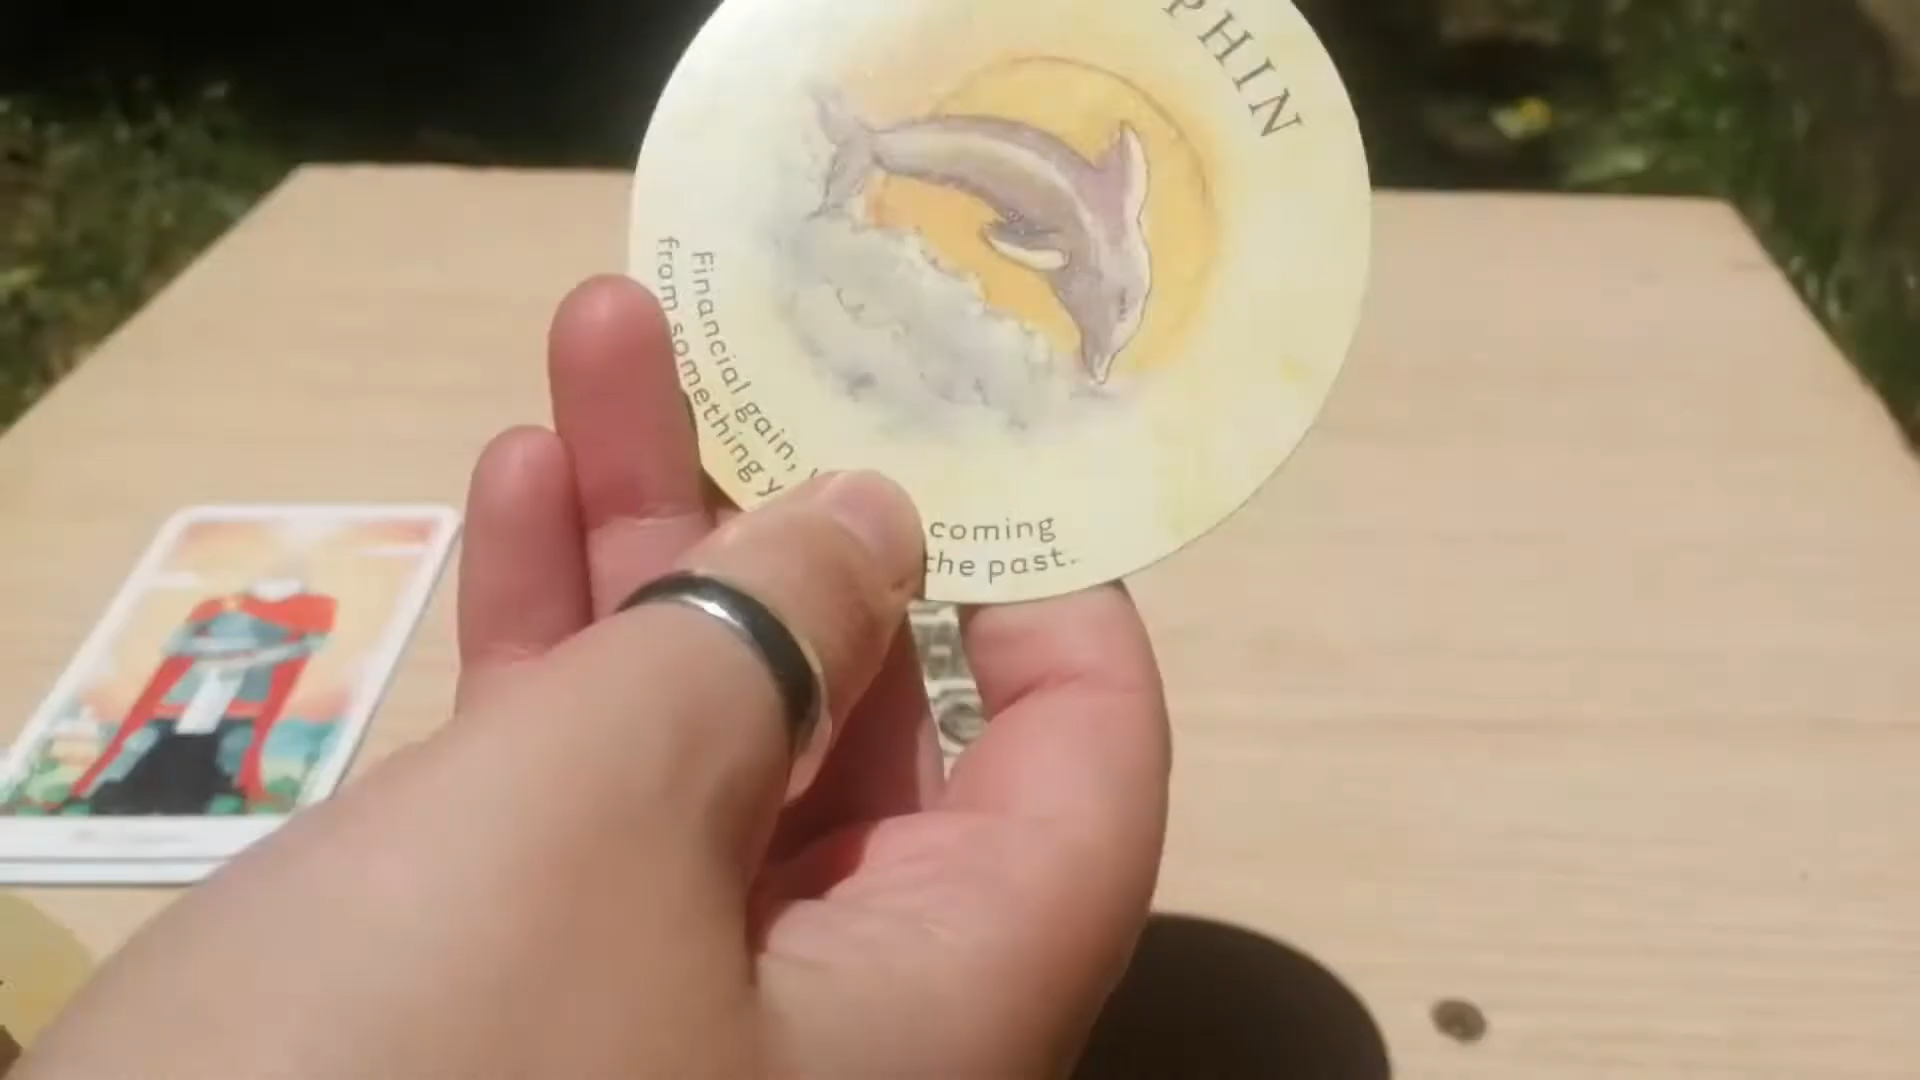 PHIN
Financial gain,
from something
coming
the past.